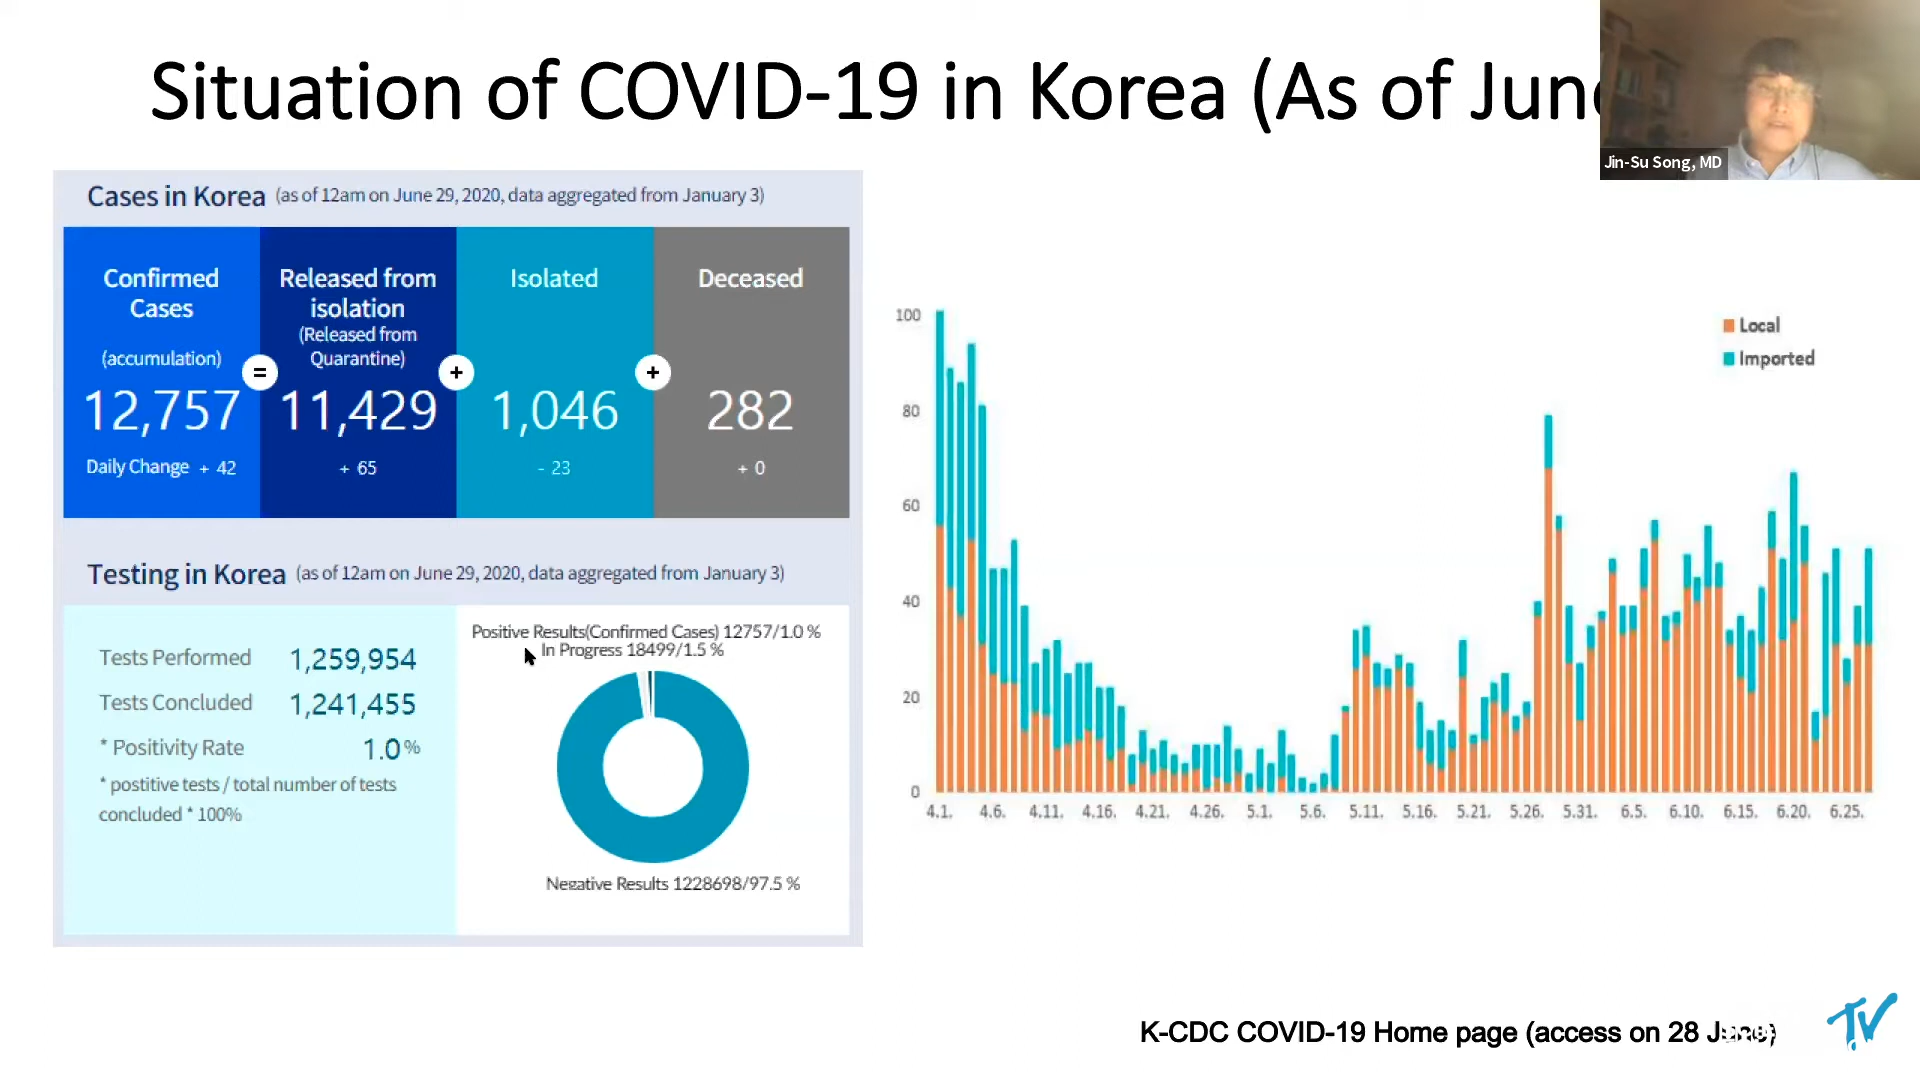 Situation of COVID-19 in Korea (As of June
Jin-Su Song, MD
Cases in Korea (as of 12am on June 29, 2020, data aggregated from January 3)
Confirmed Cases
(accumulation)
12,757
Daily Change + 42
=
Released from isolation
(Released from Quarantine)
11,429
+ 65
+
Isolated
1,046
- 23
+
Deceased
282
+ 0
Testing in Korea (as of 12am on June 29, 2020, data aggregated from January 3)
Tests Performed 1,259,954
Tests Concluded 1,241,455
* Positivity Rate 1.0 %
* postitive tests / total number of tests
concluded * 100%
Positive Results(Confirmed Cases) 12757/1.0 %
In Progress 18499/1.5 %
Negative Results 1228698/97.5 %
Local
Imported
100
80
60
40
20
0
4.1. 4.6. 4.11. 4.16. 4.21. 4.26. 5.1. 5.6. 5.11. 5.16. 5.21. 5.26. 5.31. 6.5. 6.10. 6.15. 6.20. 6.25.
K-CDC COVID-19 Home page (access on 28 June)
TV